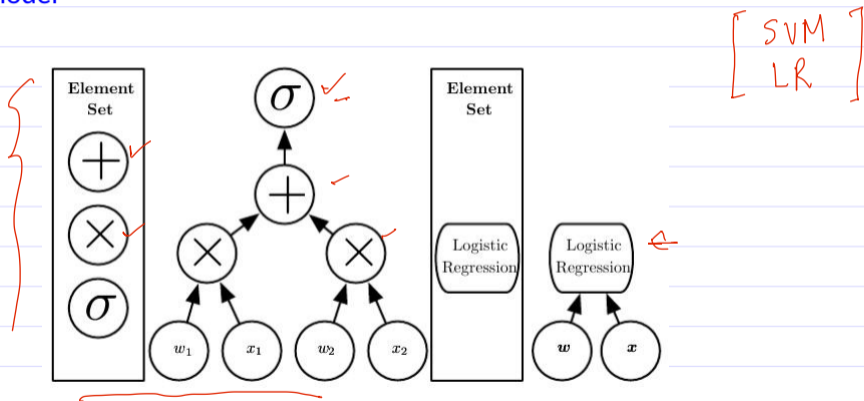 SVM
LR
Element
Set
+
×
σ
σ
+
×
×
w₁
x₁
w₂
x₂
Element
Set
Logistic
Regression
Logistic
Regression
w
x